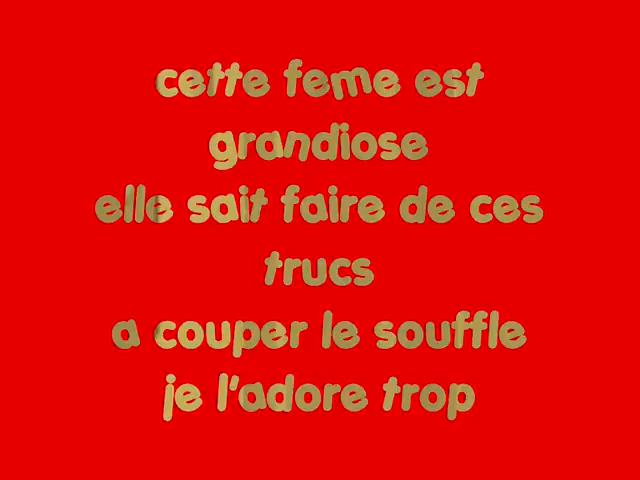 cette feme est
grandiose
elle sait faire de ces
trucs
a couper le souffle
je l'adore trop